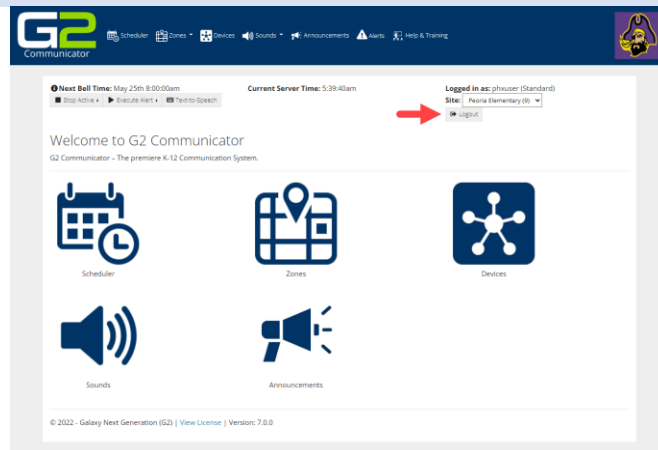 G2
Communicator
Scheduler Zones Devices Sounds Announcements Alerts Help & Training
Next Bell Time: May 25th 8:00:00am
Current Server Time: 5:39:40am
Logged in as: phxuser (Standard)
Stop Active Execute Alert Text-to-Speech
Site: Peoria Elementary (9)
Logout
Welcome to G2 Communicator
G2 Communicator – The premiere K-12 Communication System.
Scheduler
Zones
Devices
Sounds
Announcements
© 2022 - Galaxy Next Generation (G2) | View License | Version: 7.0.0